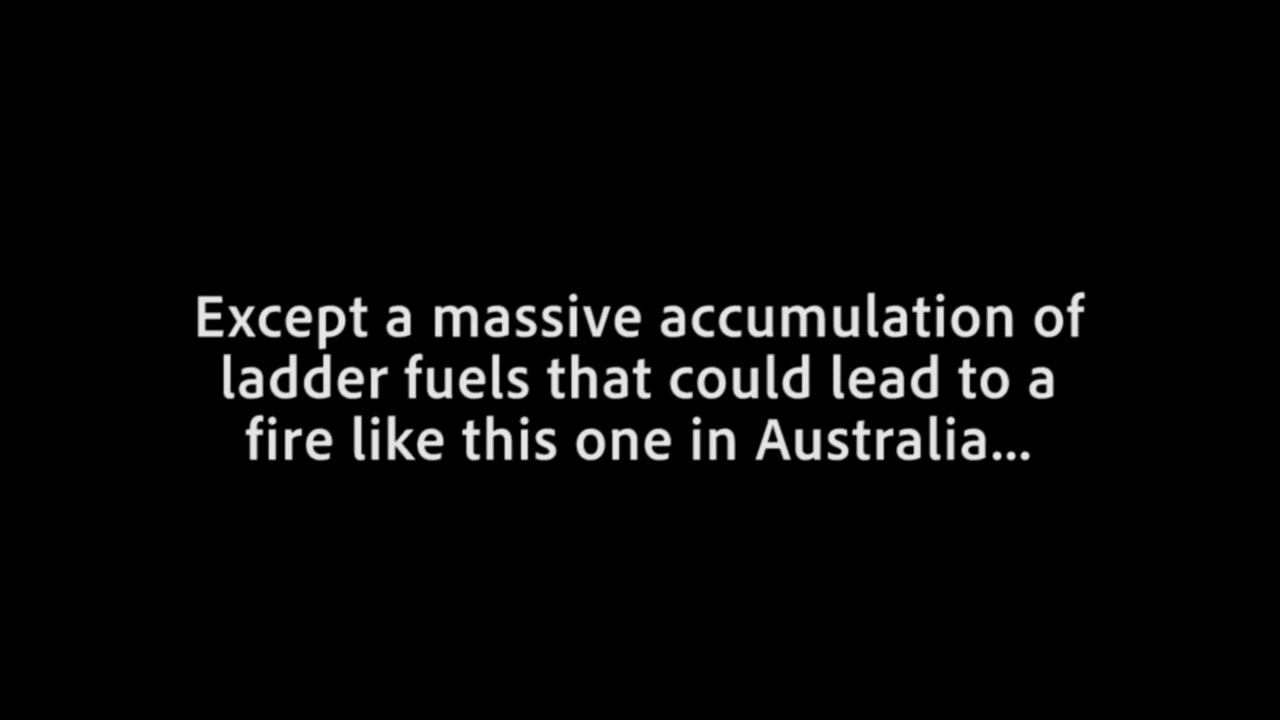 Except a massive accumulation of
ladder fuels that could lead to a
fire like this one in Australia...